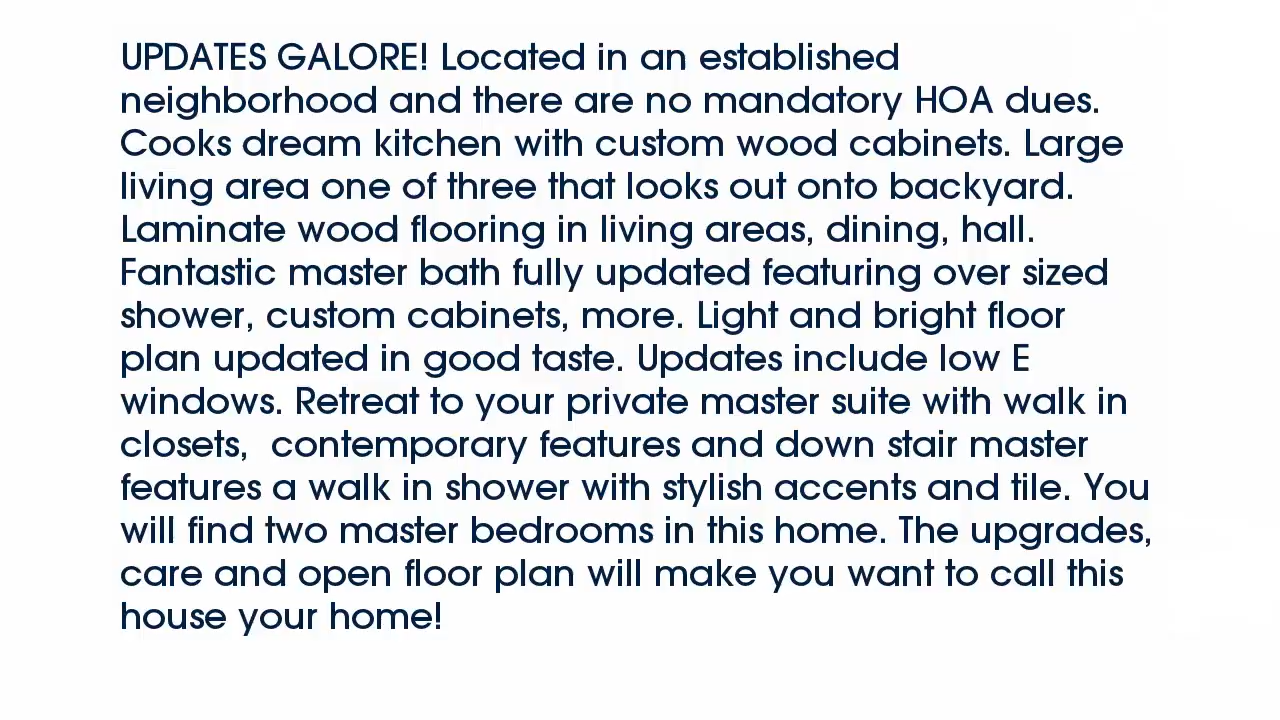 UPDATES GALORE! Located in an established
neighborhood and there are no mandatory HOA dues.
Cooks dream kitchen with custom wood cabinets. Large
living area one of three that looks out onto backyard.
Laminate wood flooring in living areas, dining, hall.
Fantastic master bath fully updated featuring over sized
shower, custom cabinets, more. Light and bright floor
plan updated in good taste. Updates include low E
windows. Retreat to your private master suite with walk in
closets,  contemporary features and down stair master
features a walk in shower with stylish accents and tile. You
will find two master bedrooms in this home. The upgrades,
care and open floor plan will make you want to call this
house your home!